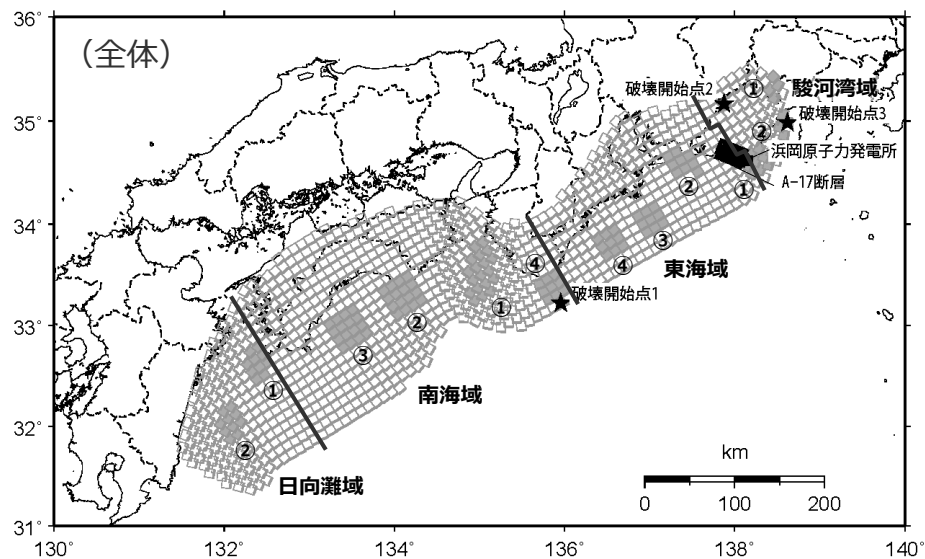 36°
（全体）
破壊開始点2
①
駿河湾域
35°
②
破壊開始点3
浜岡原子力発電所
②
①
A-17断層
34°
③
④
④
東海域
破壊開始点1
33°
①
②
③
①
南海域
32°
②
km
日向灘域
0 100 200
31°
130° 132° 134° 136° 138° 140°